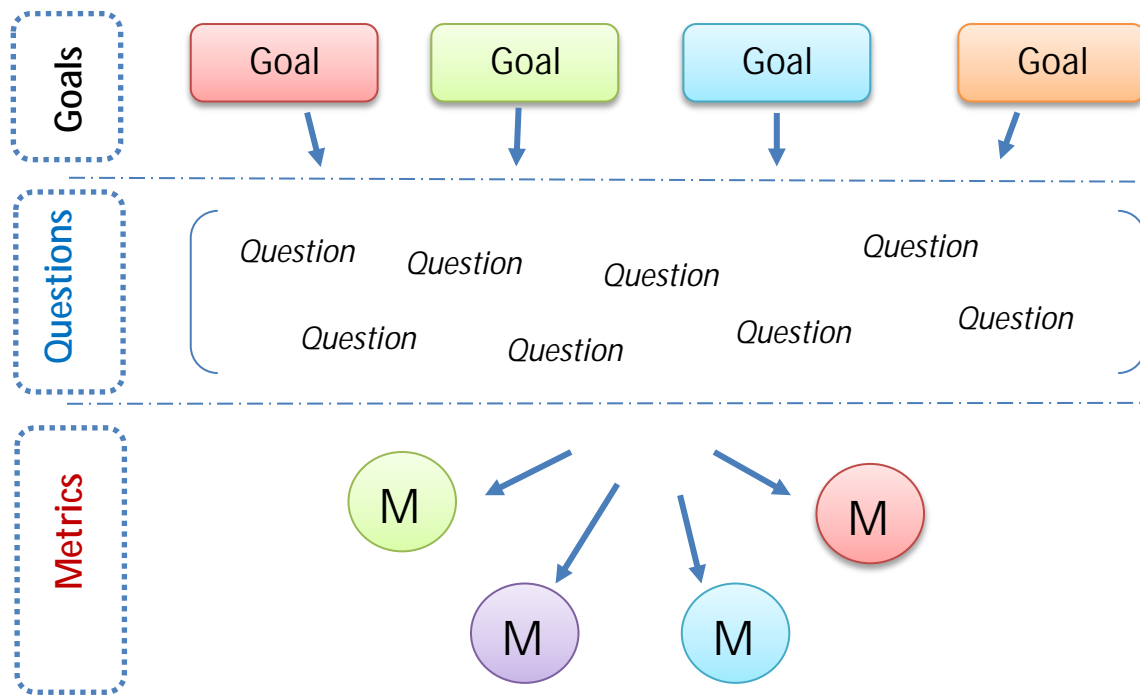 Goals
Goal
Goal
Goal
Goal
Questions
Question
Question
Question
Question
Question
Question
Question
Question
Metrics
M
M
M
M